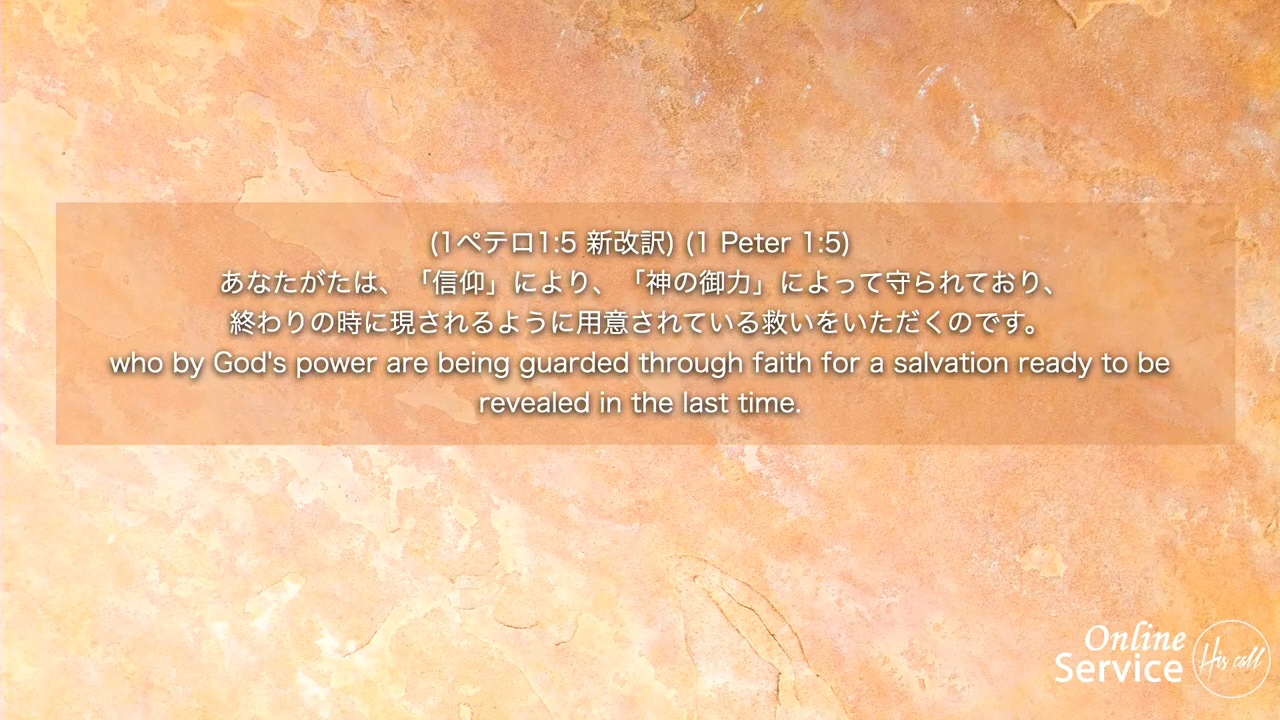 (1ペテロ1:5 新改訳) (1 Peter 1:5)
あなたがたは、「信仰」により、「神の御力」によって守られており、
終わりの時に現されるように用意されている救いをいただくのです。
who by God's power are being guarded through faith for a salvation ready to be
revealed in the last time.
Online
Service
His call